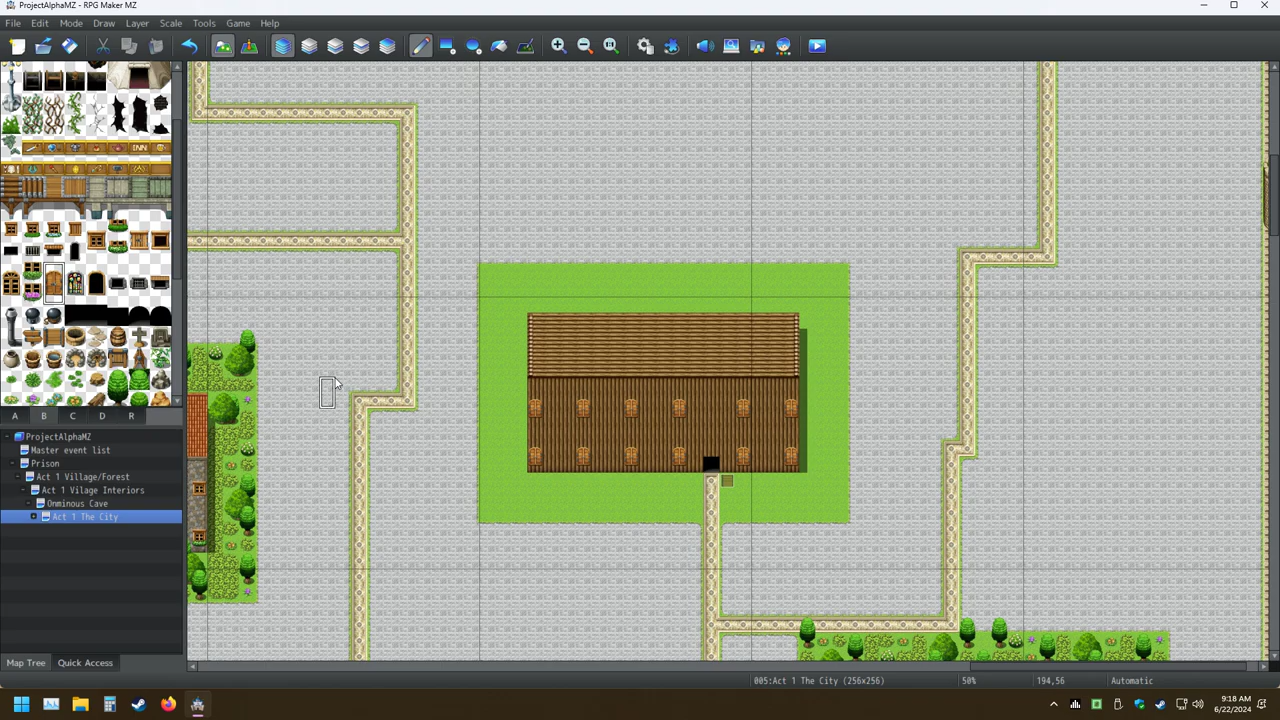 ProjectAlphaMZ - RPG Maker MZ
File Edit Mode Draw Layer Scale Tools Game Help
INN
A B C D R
ProjectAlphaMZ
Master event list
Prison
Act 1 Village/Forest
Act 1 Vilage Interiors
Onminous Cave
Act 1 The City
Map Tree Quick Access
005:Act 1 The City (256x256) 50% 194,56 Automatic
9:18 AM
6/22/2024